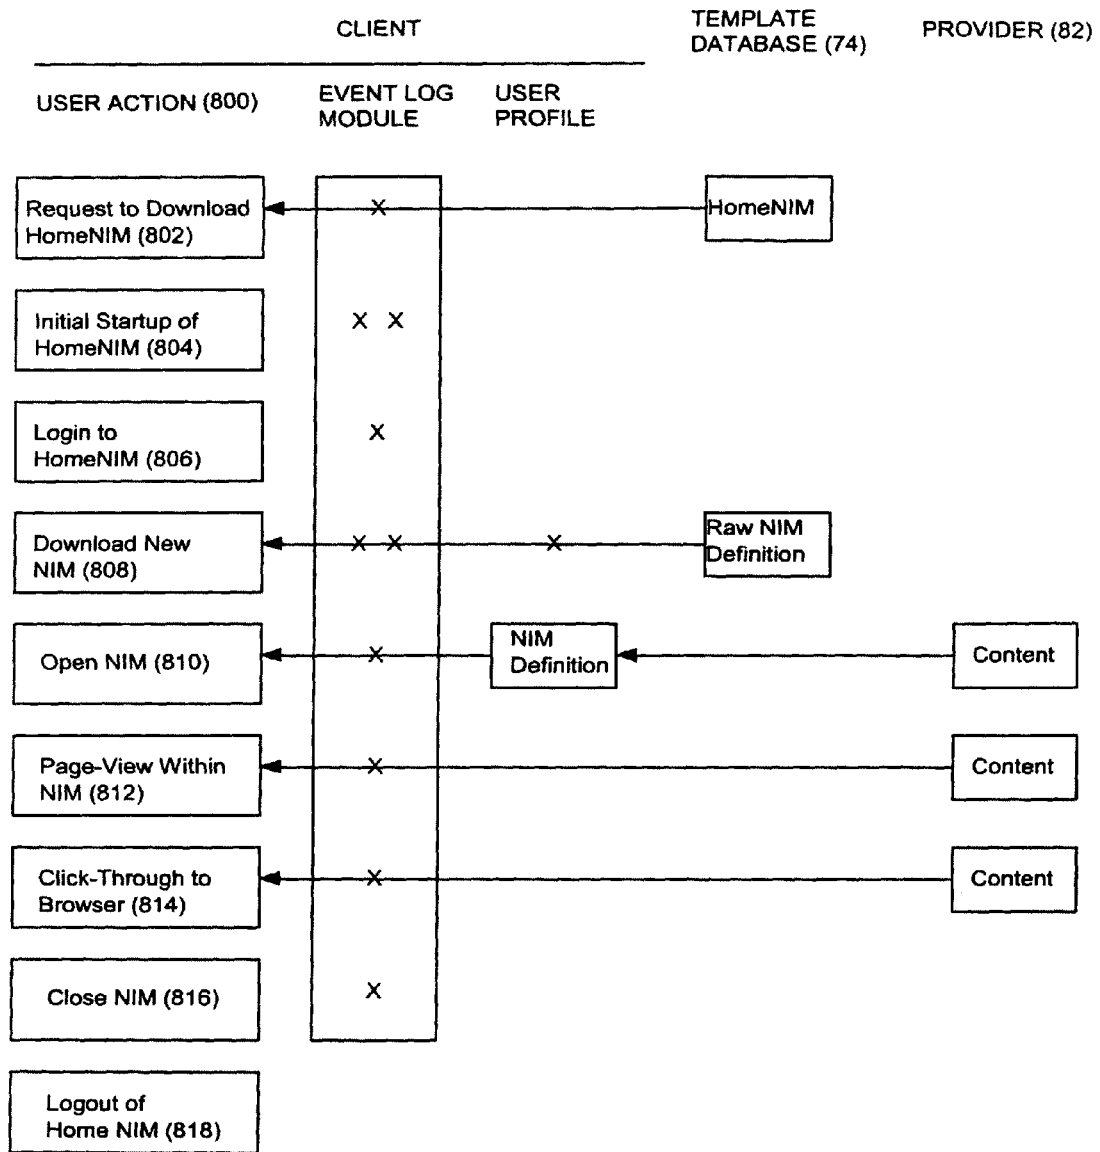 CLIENT
TEMPLATE
DATABASE (74)
PROVIDER (82)
USER ACTION (800)
EVENT LOG
MODULE
USER
PROFILE
Request to Download
HomeNIM (802)
X
HomeNIM
Initial Startup of
HomeNIM (804)
X X
Login to
HomeNIM (806)
X
Download New
NIM (808)
X X
X
Raw NIM
Definition
Open NIM (810)
X
NIM
Definition
Content
Page-View Within
NIM (812)
X
Content
Click-Through to
Browser (814)
X
Content
Close NIM (816)
X
Logout of
Home NIM (818)